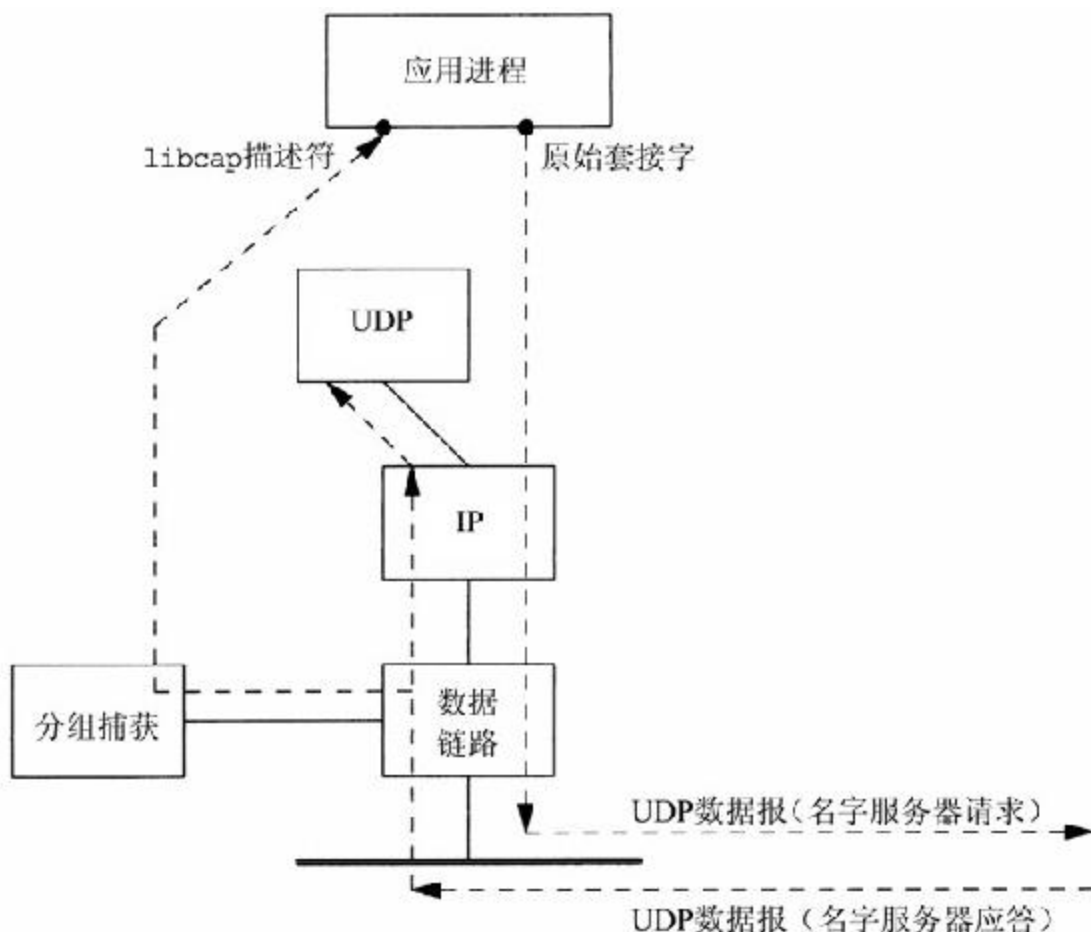 应用进程
libcap描述符
原始套接字
UDP
IP
分组捕获
数据
链路
UDP数据报（名字服务器请求）
UDP数据报（名字服务器应答）